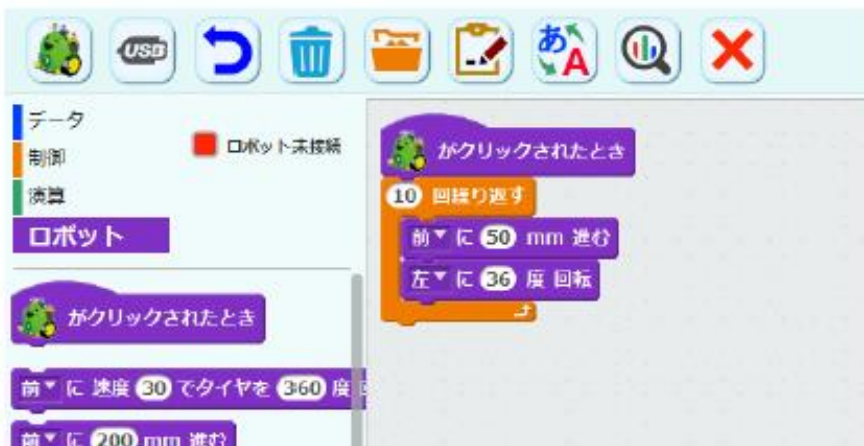 USB
あ
A
データ
制御
ロボット未接続
演算
ロボット
がクリックされたとき
前 に 速度 30 でタイヤを 360 度
前 に 200 mm 進む
がクリックされたとき
10 回繰り返す
前 に 50 mm 進む
左 に 36 度 回転